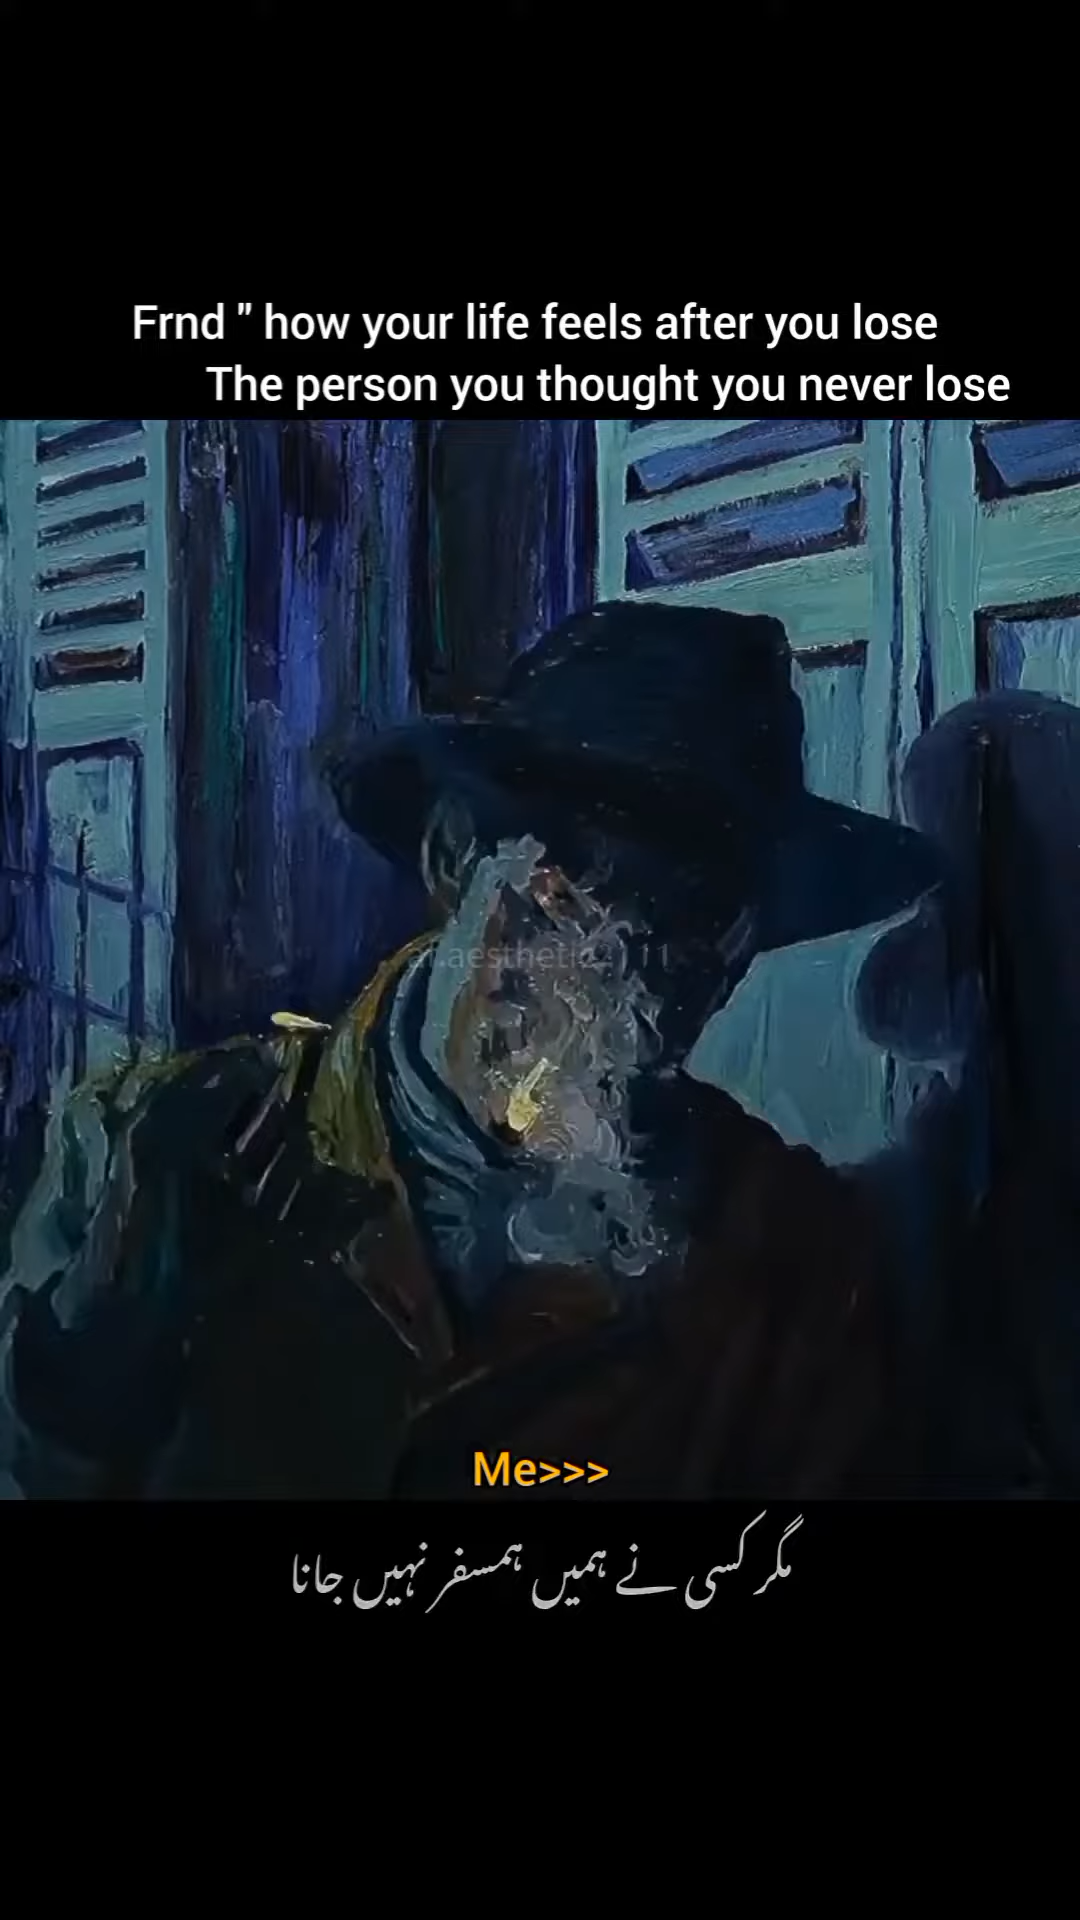 Frnd " how your life feels after you lose
The person you thought you never lose
Me>>>
مگر کسی نے ہمیں ہمسفر نہیں جانا